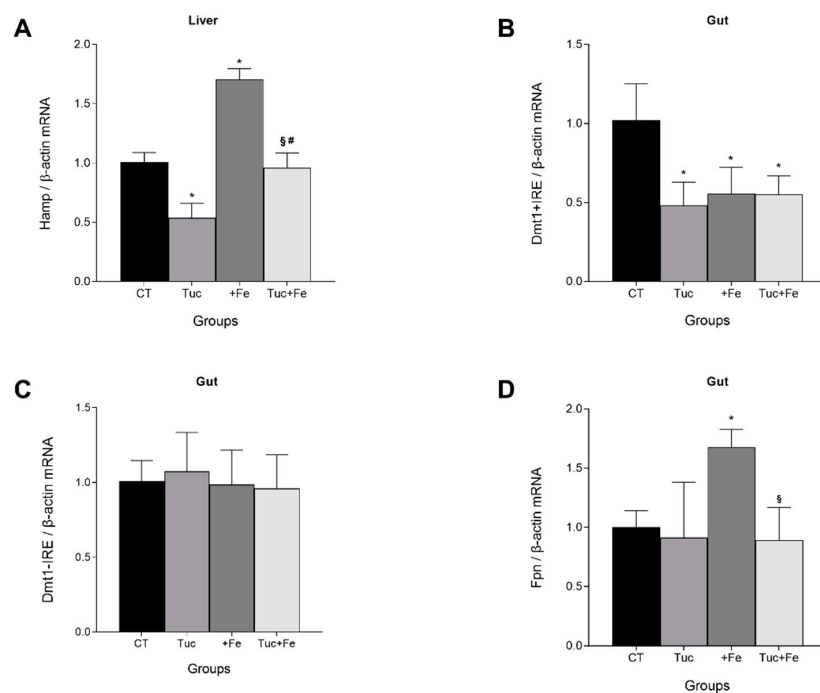 A
Liver
Hamp / β-actin mRNA
2.0
1.5
1.0
0.5
0.0
*
*
§ #
CT Tuc +Fe Tuc+Fe
Groups
B
Gut
Dmt1+IRE / β-actin mRNA
1.5
1.0
0.5
0.0
* * *
CT Tuc +Fe Tuc+Fe
Groups
C
Gut
Dmt1-IRE / β-actin mRNA
1.5
1.0
0.5
0.0
CT Tuc +Fe Tuc+Fe
Groups
D
Gut
Fpn / β-actin mRNA
2.0
1.5
1.0
0.5
0.0
*
§
CT Tuc +Fe Tuc+Fe
Groups